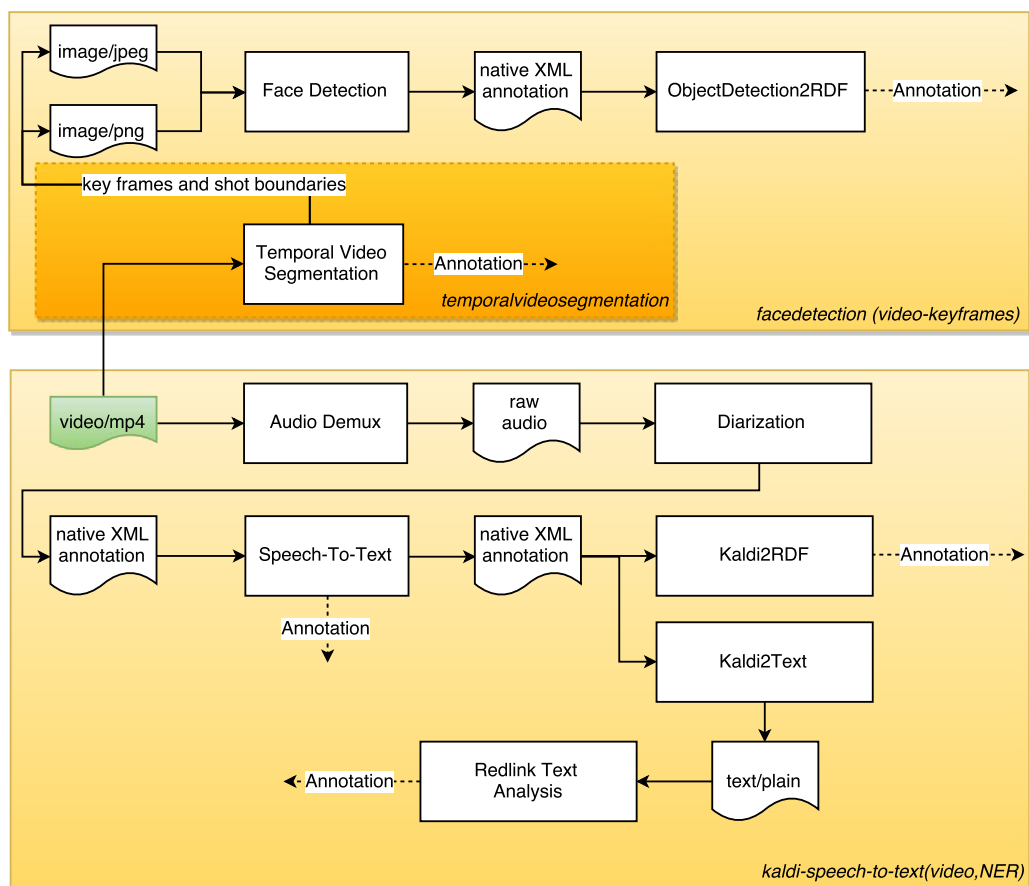 image/jpeg
Face Detection
native XML
annotation
ObjectDetection2RDF
Annotation
image/png
key frames and shot boundaries
Temporal Video
Segmentation
Annotation
temporalvideosegmentation
facedetection (video-keyframes)
video/mp4
Audio Demux
raw
audio
Diarization
native XML
annotation
Speech-To-Text
native XML
annotation
Kaldi2RDF
Annotation
Annotation
Kaldi2Text
Annotation
Redlink Text
Analysis
text/plain
kaldi-speech-to-text(video,NER)